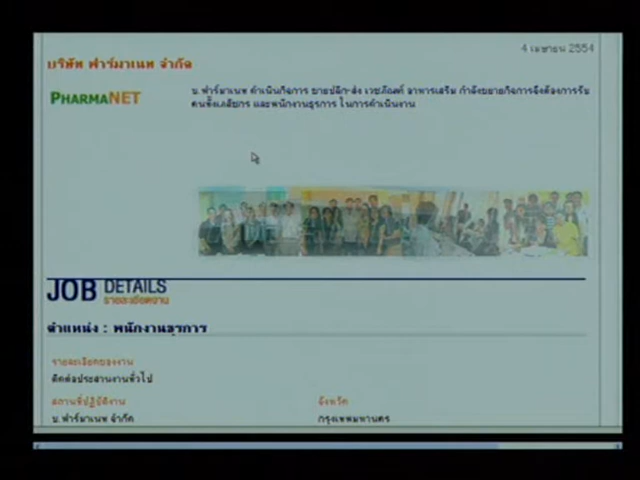 4 เมษายน 2554
บริษัท ฟาร์มาเนท จำกัด
PHARMANET
บ.ฟาร์มาเนท ดำเนินกิจการ ขายปลีก-ส่ง เวชภัณฑ์ อาหารเสริม กำลังขยายกิจการจึงต้องการรับ
คนทั้งเภสัชกร และพนักงานธุรการ ในการดำเนินงาน
JOB DETAILS
รายละเอียดงาน
ตำแหน่ง : พนักงานธุรการ
รายละเอียดของงาน
ติดต่อประสานงานทั่วไป
สถานที่ปฏิบัติงาน จังหวัด
บ.ฟาร์มาเนท จำกัด กรุงเทพมหานคร